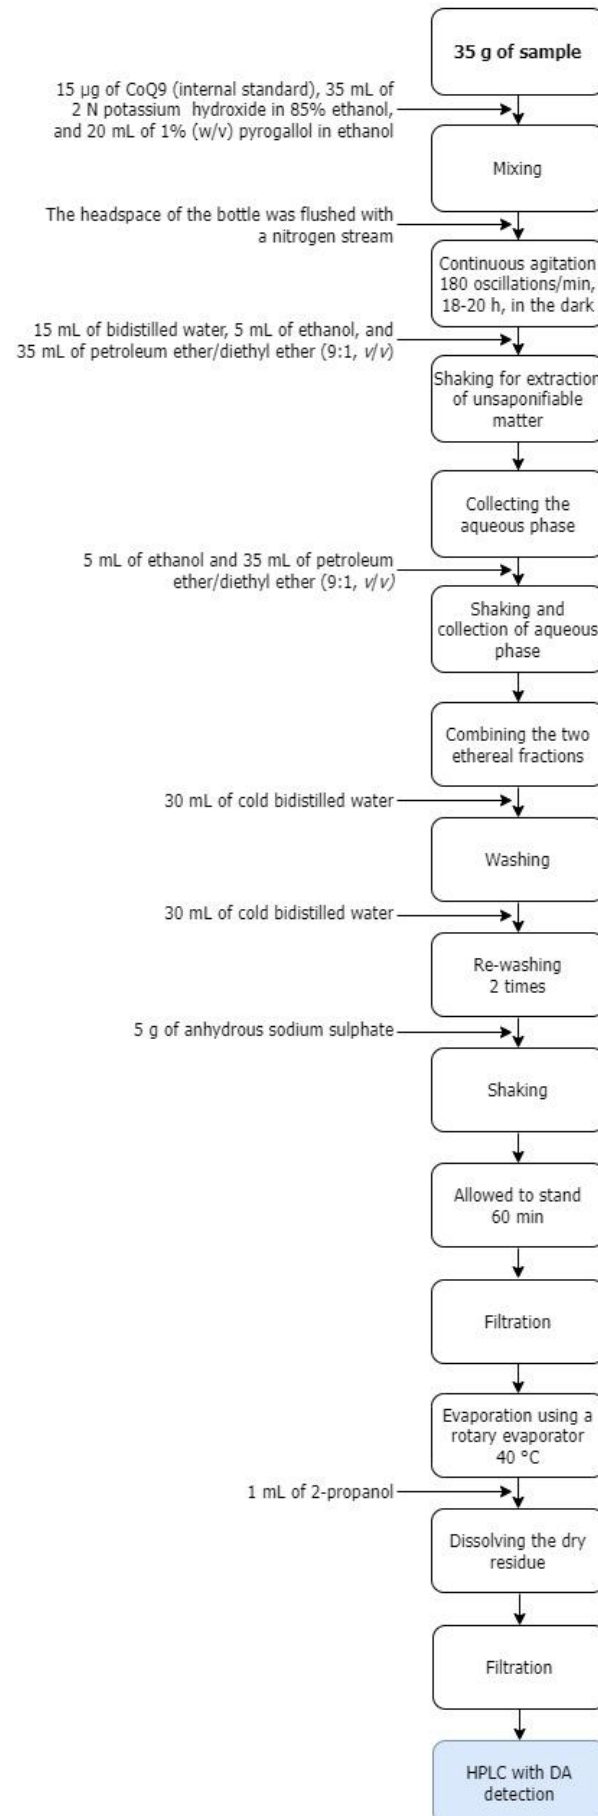 35 g of sample
15 µg of CoQ9 (internal standard), 35 mL of
2 N potassium hydroxide in 85% ethanol,
and 20 mL of 1% (w/v) pyrogallol in ethanol
Mixing
The headspace of the bottle was flushed with
a nitrogen stream
Continuous agitation
180 oscillations/min,
18-20 h, in the dark
15 mL of bidistilled water, 5 mL of ethanol, and
35 mL of petroleum ether/diethyl ether (9:1, v/v)
Shaking for extraction
of unsaponifiable
matter
Collecting the
aqueous phase
5 mL of ethanol and 35 mL of petroleum
ether/diethyl ether (9:1, v/v)
Shaking and
collection of aqueous
phase
Combining the two
ethereal fractions
30 mL of cold bidistilled water
Washing
30 mL of cold bidistilled water
Re-washing
2 times
5 g of anhydrous sodium sulphate
Shaking
Allowed to stand
60 min
Filtration
Evaporation using a
rotary evaporator
40 °C
1 mL of 2-propanol
Dissolving the dry
residue
Filtration
HPLC with DA
detection